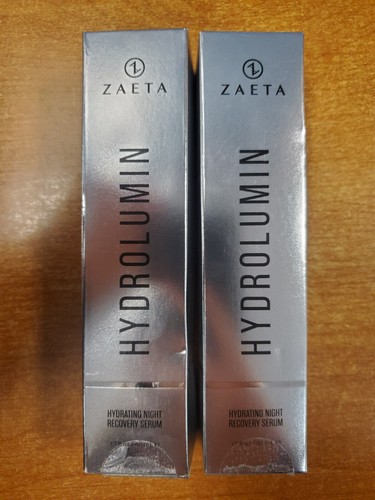 ZAETA
HYDROLUMIN
HYDRATING NIGHT
RECOVERY SERUM
ZAETA
HYDROLUMIN
HYDRATING NIGHT
RECOVERY SERUM